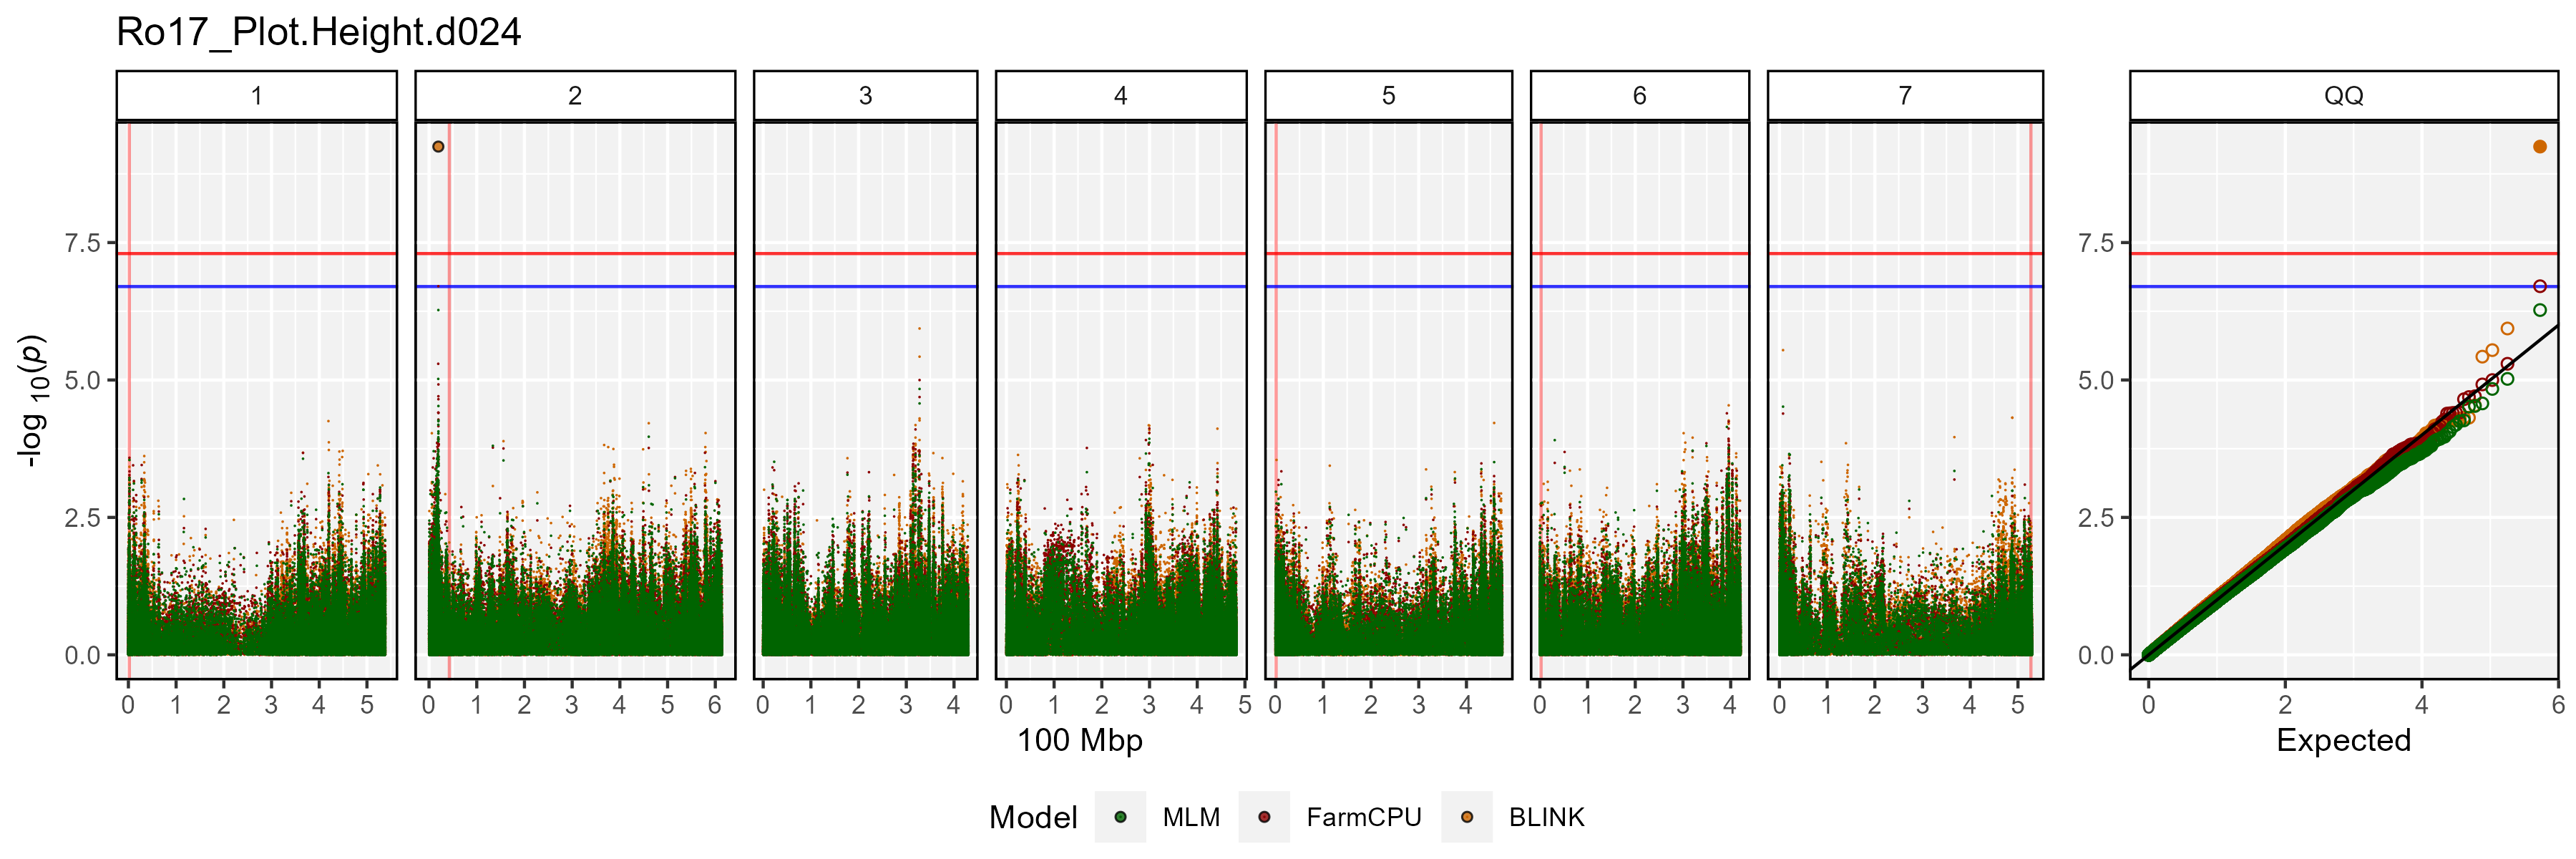 Ro17_Plot.Height.d024
1 2 3 4 5 6 7 QQ
-log 10(p)
7.5
5.0
2.5
0.0
7.5
5.0
2.5
0.0
0 1 2 3 4 5 0 1 2 3 4 5 6 0 1 2 3 4 0 1 2 3 4 5 0 1 2 3 4 0 1 2 3 4 0 1 2 3 4 5 0 2 4 6
100 Mbp Expected
Model MLM FarmCPU BLINK